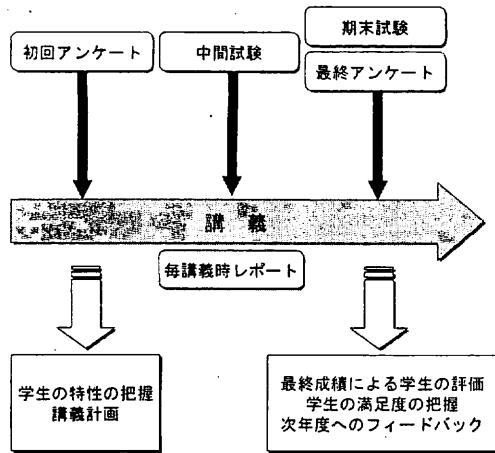 期末試験
初回アンケート
中間試験
最終アンケート
講義
毎講義時レポート
学生の特性の把握
講義計画
最終成績による学生の評価
学生の満足度の把握
次年度へのフィードバック